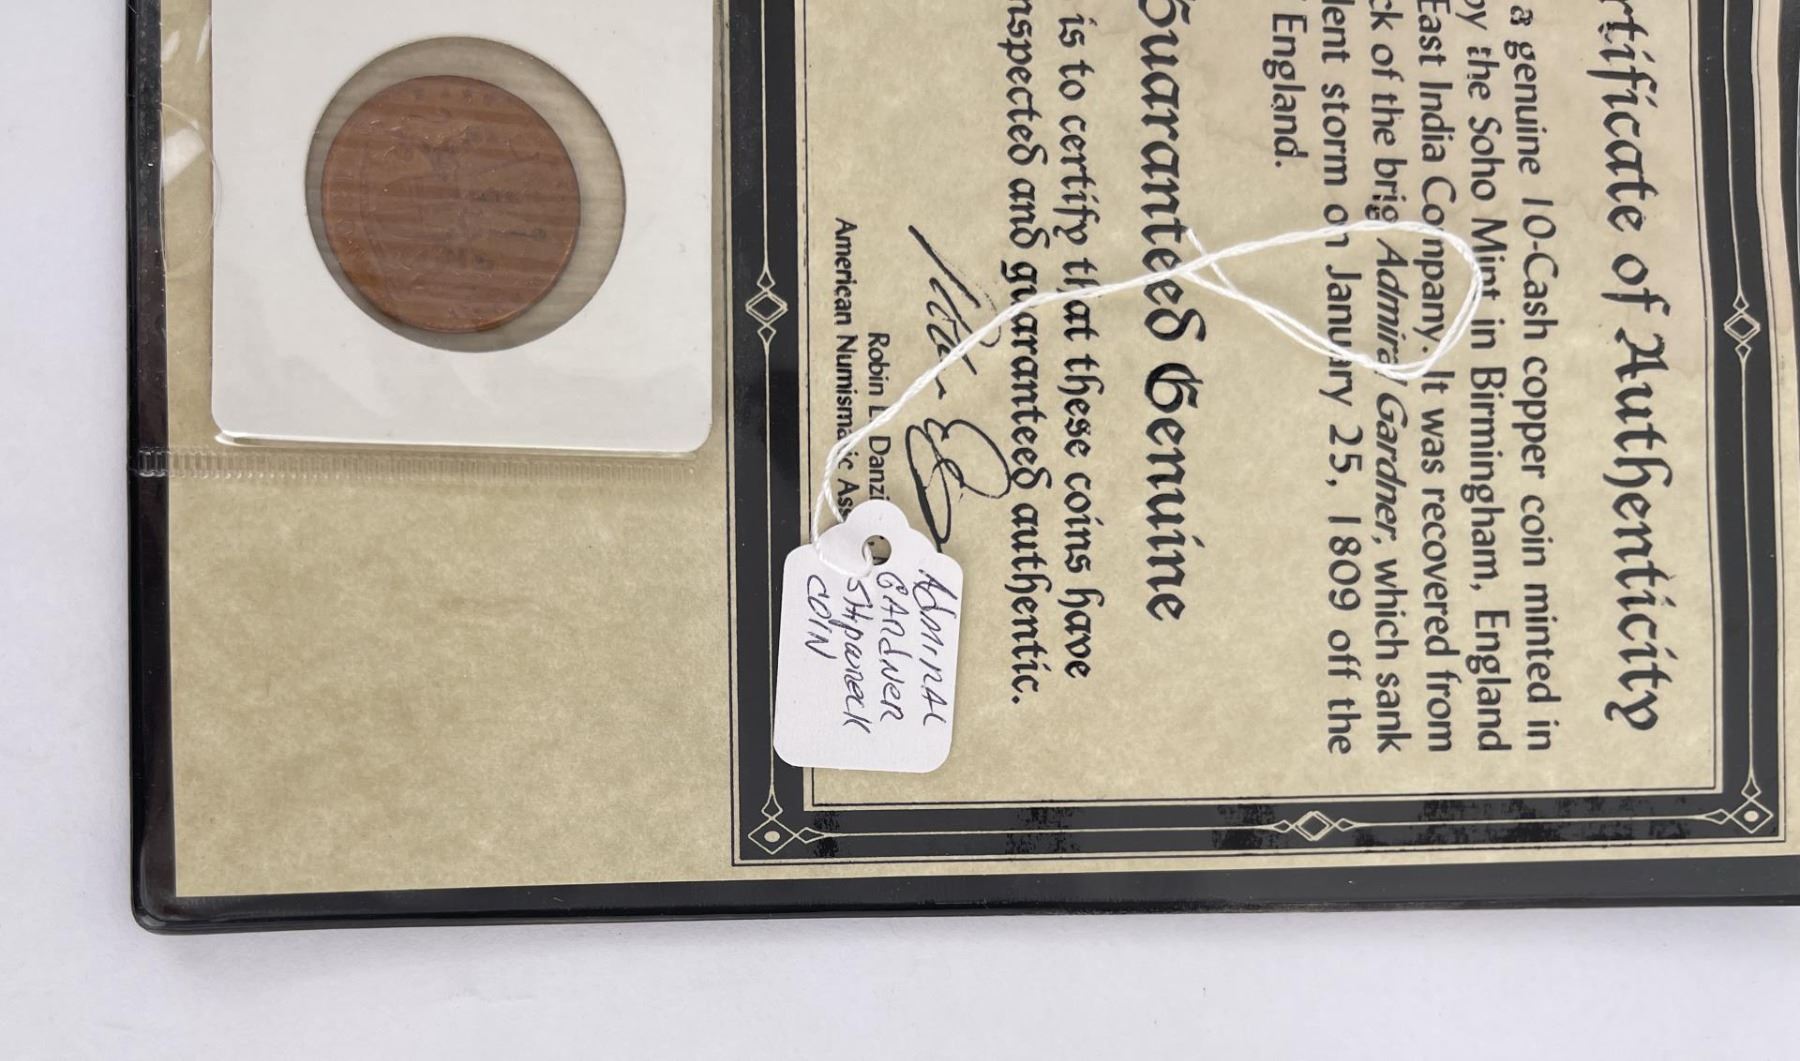 rtificate of Authenticity
a genuine 10-Cash copper coin minted in
by the Soho Mint in Birmingham, England
East India Company. It was recovered from
ck of the brig Admiral Gardner, which sank
lent storm on January 25, 1809 off the
England.
Guaranteed Genuine
is to certify that these coins have
nspected and guaranteed authentic.
Robin Danzi
American Numismatic Ass
ADMIRAL
GARDNER
SHPWRECK
COIN